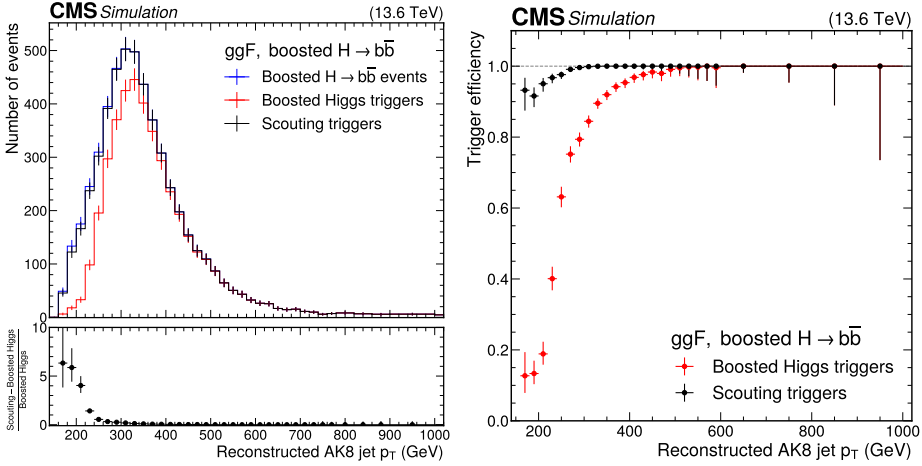 CMS Simulation (13.6 TeV)
Number of events
500
400
300
200
100
0
ggF, boosted H→bb̅
Boosted H→bb̅ events
Boosted Higgs triggers
Scouting triggers
Scouting − Boosted Higgs
Boosted Higgs
10
5
0
200 300 400 500 600 700 800 900 1000
Reconstructed AK8 jet pT (GeV)
CMS Simulation (13.6 TeV)
Trigger efficiency
1.0
0.8
0.6
0.4
0.2
0.0
ggF, boosted H→bb̅
Boosted Higgs triggers
Scouting triggers
200 400 600 800 1000
Reconstructed AK8 jet pT (GeV)